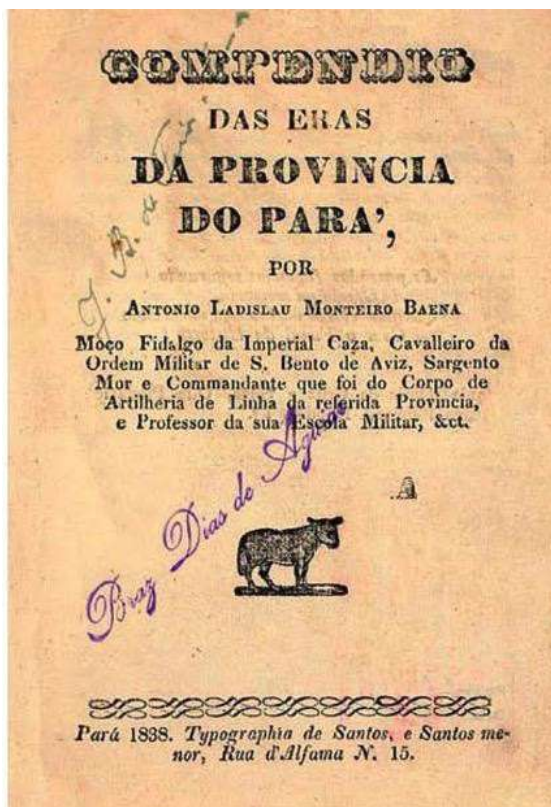 COMPENDIO
DAS ERAS
DA PROVINCIA
DO PARA',
POR
ANTONIO LADISLAU MONTEIRO BAENA
Moço Fidalgo da Imperial Caza, Cavalleiro da
Ordem Militar de S. Bento de Aviz, Sargento
Mor e Commandante que foi do Corpo de
Artilheria de Linha da referida Provincia,
e Professor da sua Escola Militar, &ct.
A
Braz Dias de Aguiar
Pará 1838. Typographia de Santos, e Santos me-
nor, Rua d'Alfama N. 15.